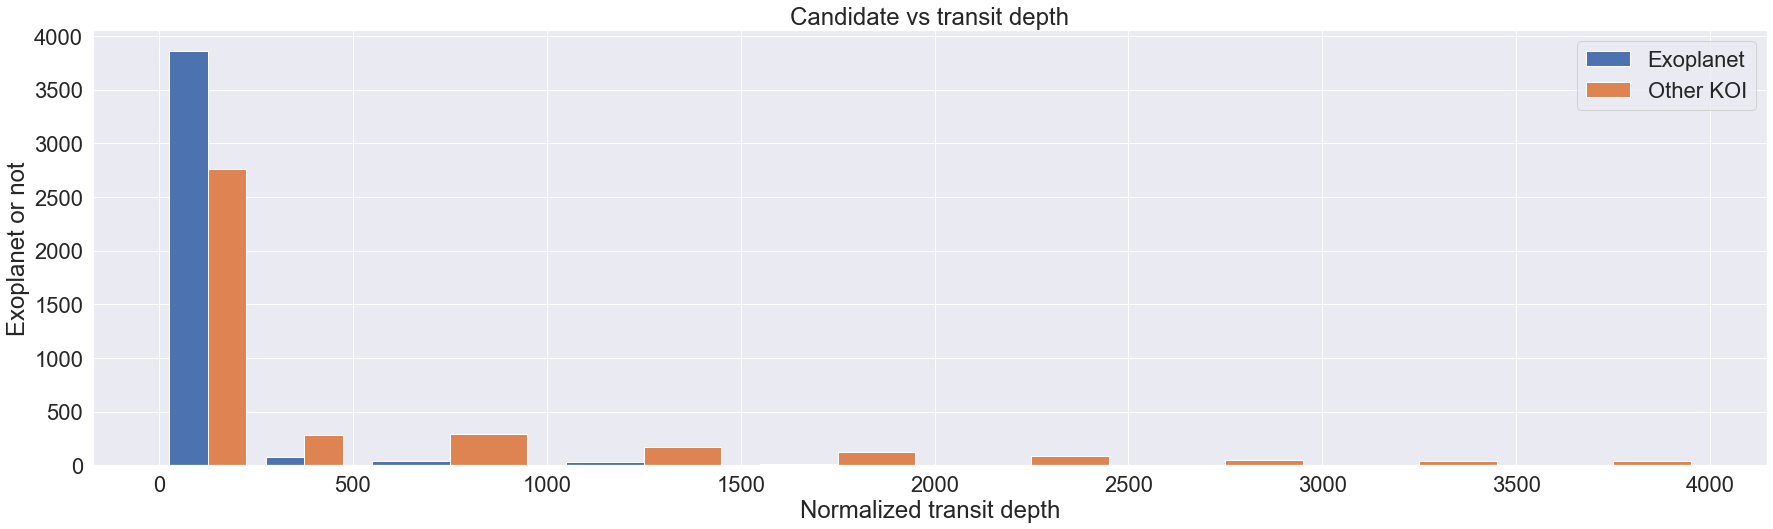 Candidate vs transit depth
4000
3500
3000
2500
2000
1500
1000
500
0
Exoplanet or not
Exoplanet
Other KOI
0 500 1000 1500 2000 2500 3000 3500 4000
Normalized transit depth